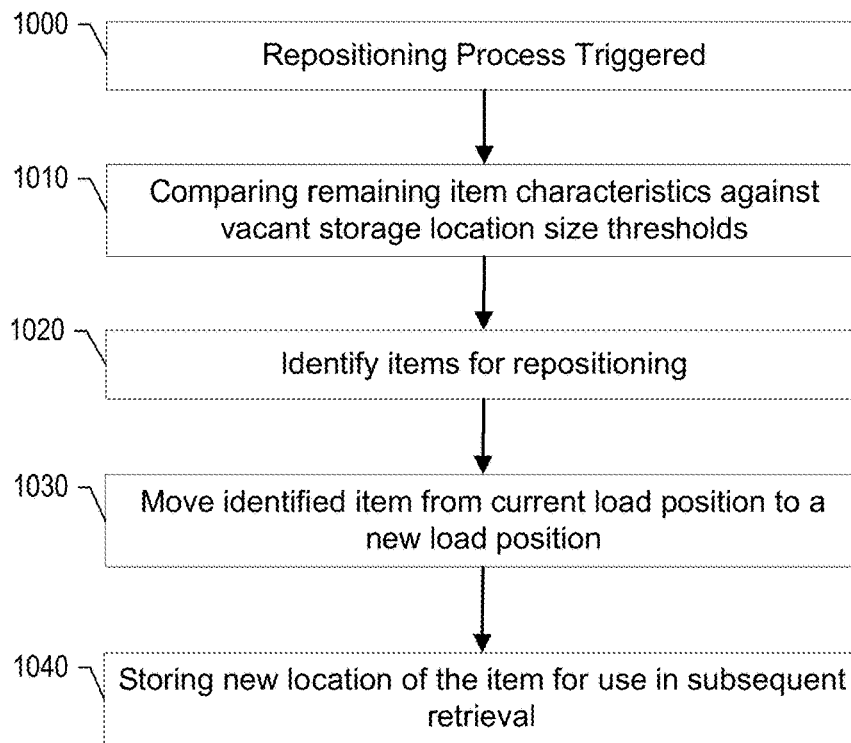 1000
Repositioning Process Triggered
1010
Comparing remaining item characteristics against
vacant storage location size thresholds
1020
Identify items for repositioning
1030
Move identified item from current load position to a
new load position
1040
Storing new location of the item for use in subsequent
retrieval